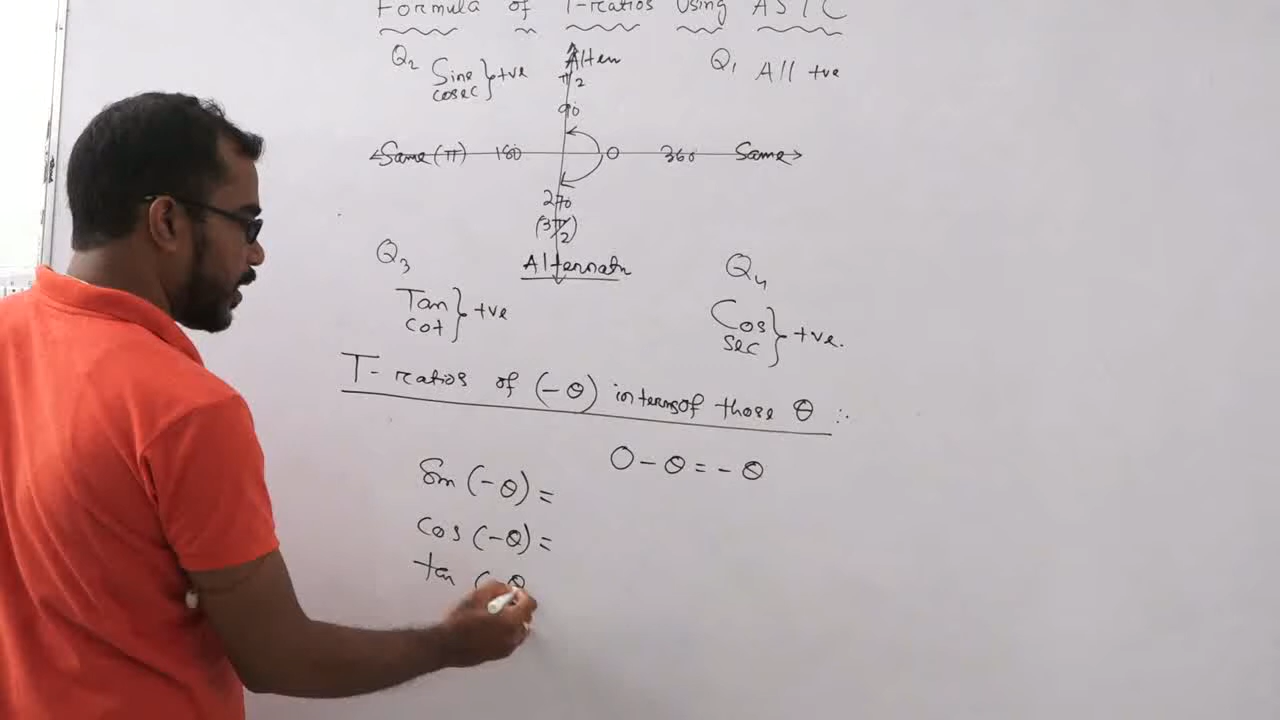 Formula of T-ratios Using ASTC
Q2 Sine cosec } +ve
Alten
π/2
90
Q1 All +ve
Same (π) 180 0 360 Same
270
(3π/2)
Alternatn
Q3
Tan cot } +ve
Q4
Cos sec } +ve.
T-ratios of (-θ) in terms of those θ :-
0 - θ = - θ
Sin (-θ) =
Cos (-θ) =
tan (-θ